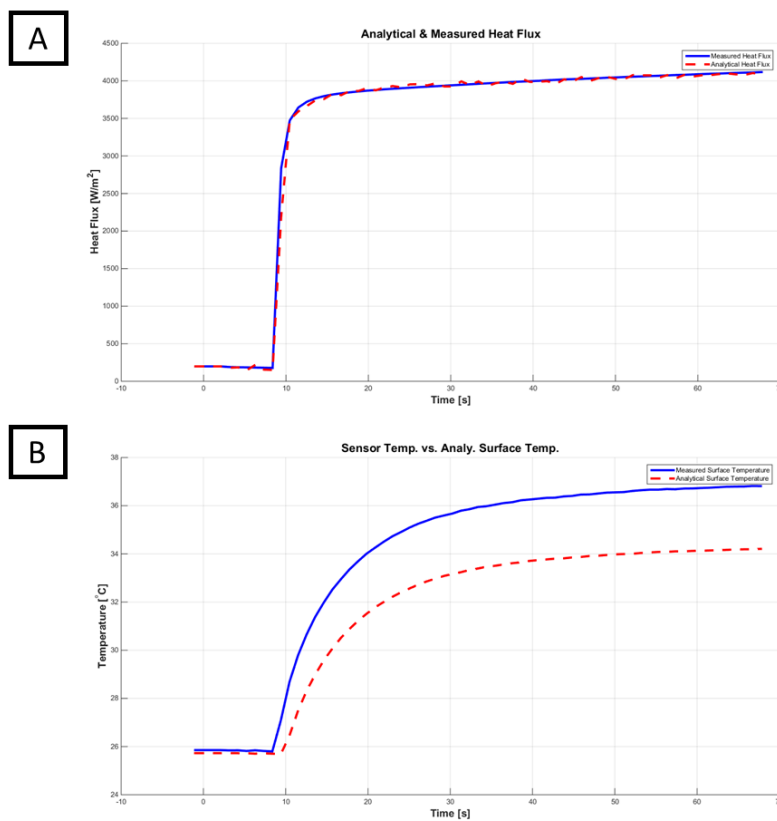 A
Analytical & Measured Heat Flux
Measured Heat Flux
Analytical Heat Flux
Heat Flux [W/m²]
4500
4000
3500
3000
2500
2000
1500
1000
500
0
-10 0 10 20 30 40 50 60 7
Time [s]
B
Sensor Temp. vs. Analy. Surface Temp.
Measured Surface Temperature
Analytical Surface Temperature
Temperature [°C]
38
36
34
32
30
28
26
24
-10 0 10 20 30 40 50 60 7
Time [s]